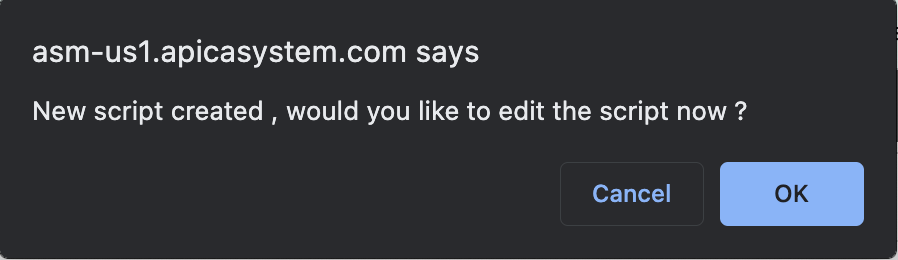 asm-us1.apicasystem.com says
New script created , would you like to edit the script now ?
Cancel
OK